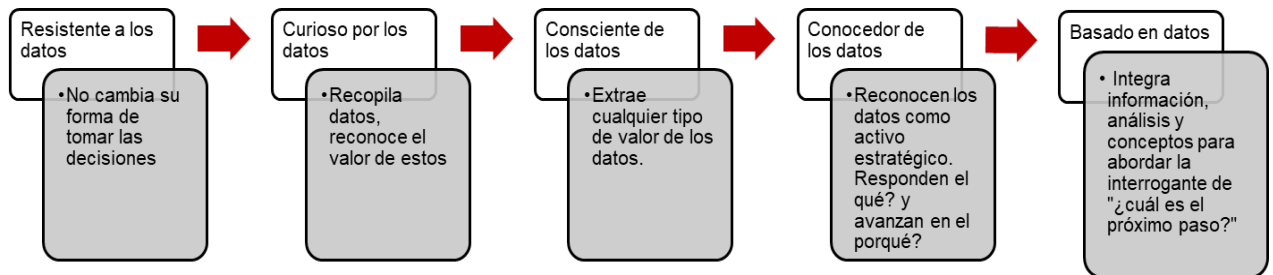 Resistente a los
datos
•No cambia su
forma de
tomar las
decisiones
Curioso por los
datos
•Recopila
datos,
reconoce el
valor de estos
Consciente de
los datos
•Extrae
cualquier tipo
de valor de los
datos.
Conocedor de
los datos
•Reconocen los
datos como
activo
estratégico.
Responden el
qué? y
avanzan en el
porqué?
Basado en datos
• Integra
información,
análisis y
conceptos para
abordar la
interrogante de
"¿cuál es el
próximo paso?"